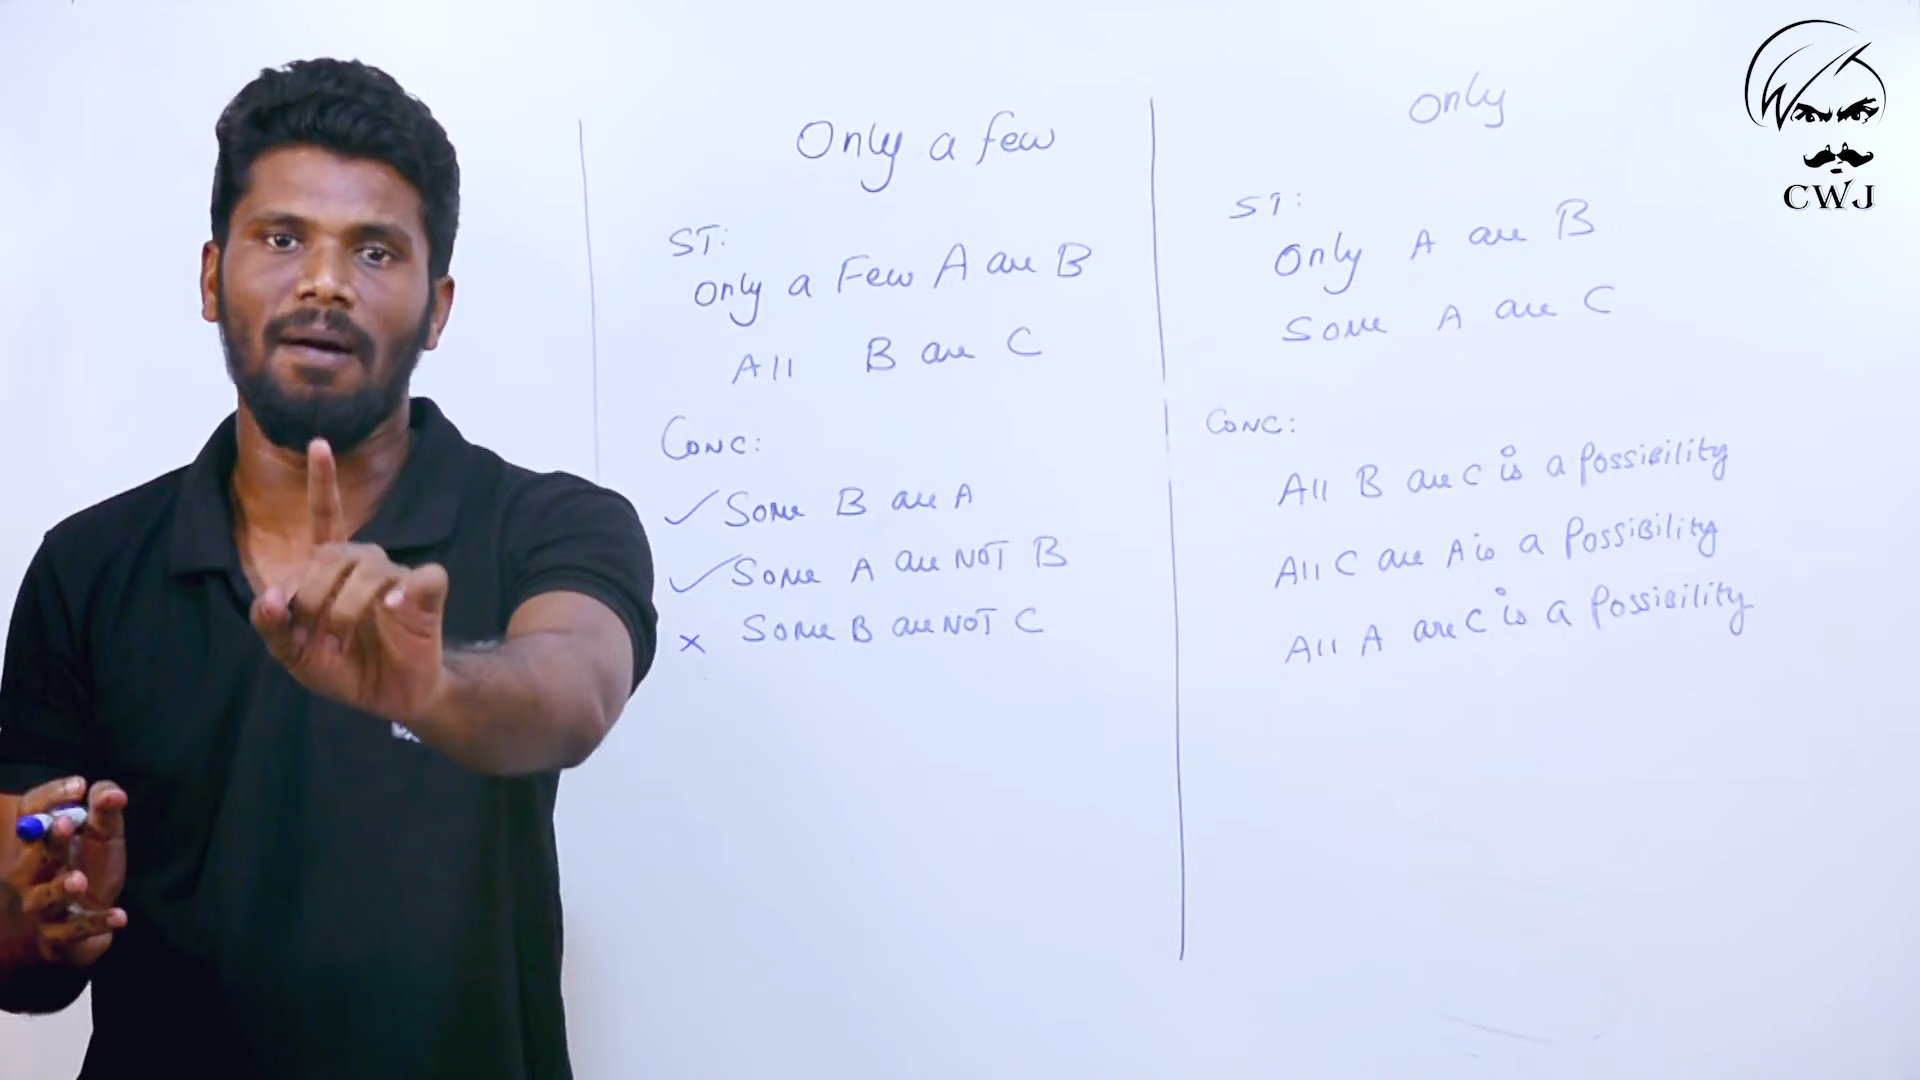 Only a few
ST:
Only a Few A are B
All B are C
CONC:
✓ Some B are A
✓ Some A are NOT B
× Some B are NOT C
Only
ST:
Only A are B
Some A are C
CONC:
All B are C is a Possibility
All C are A is a Possibility
All A are C is a Possibility
CWJ